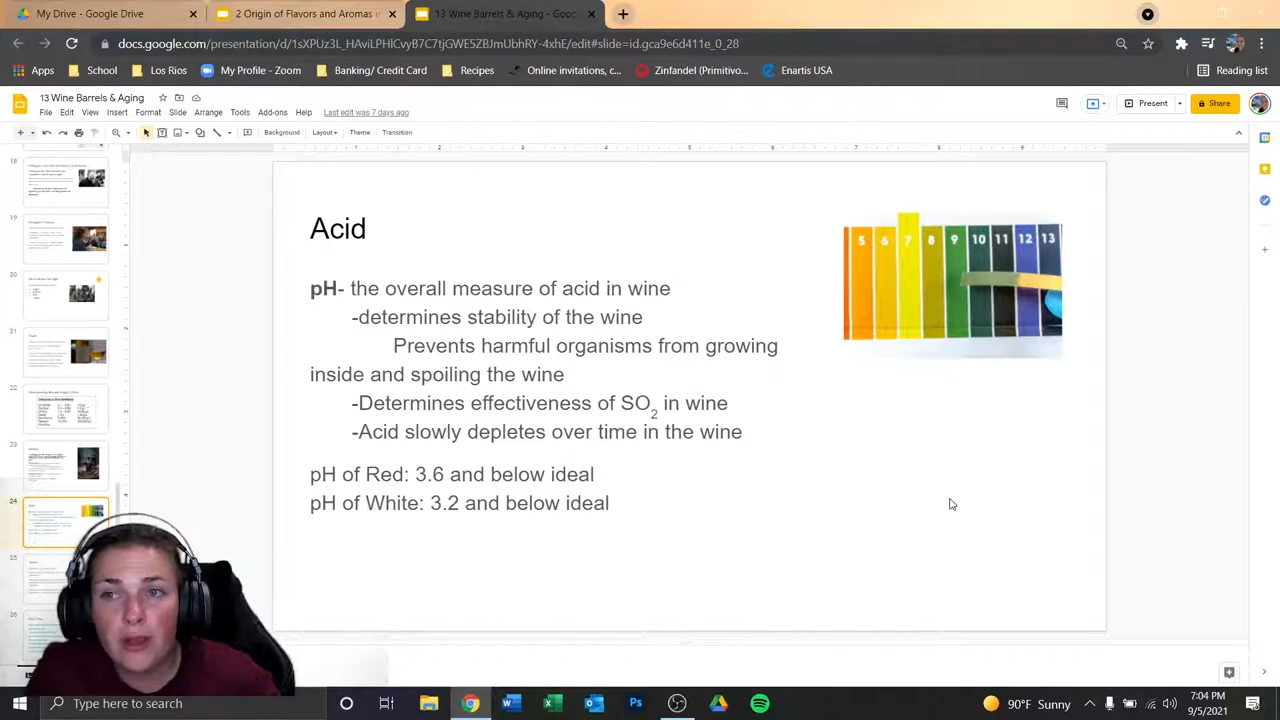 My Drive - Google Drive
2 Origin of Flavors and Aromas
13 Wine Barrels & Aging - Goog
docs.google.com/presentation/d/1sXPUz3L_HAviLPHlCvyB7C7tjGWE5ZBJmUbhRY-4xhE/edit#slide=id.gca9e6d411e_0_28
Apps School Los Rios My Profile - Zoom Banking/ Credit Card Recipes Online invitations, c... Zinfandel (Primitivo... Enartis USA Reading list
13 Wine Barrels & Aging
File Edit View Insert Format Slide Arrange Tools Add-ons Help Last edit was 7 days ago
Present Share
Background Layout Theme Transition
18
19
20
21
22
23
24
25
26
Acid
5 6 7 8 9 10 11 12 13
pH- the overall measure of acid in wine
-determines stability of the wine
Prevents harmful organisms from growing
inside and spoiling the wine
-Determines effectiveness of SO2 in wine
-Acid slowly depletes over time in the wine
pH of Red: 3.6 and below ideal
pH of White: 3.2 and below ideal
Type here to search
90°F Sunny
7:04 PM
9/5/2021